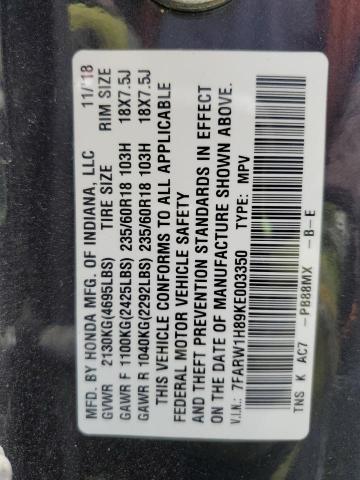 MFD. BY HONDA MFG. OF INDIANA, LLC 11/18
GVWR 2130KG(4695LBS) TIRE SIZE RIM SIZE
GAWR F 1100KG(2425LBS) 235/60R18 103H 18X7.5J
GAWR R 1040KG(2292LBS) 235/60R18 103H 18X7.5J
THIS VEHICLE CONFORMS TO ALL APPLICABLE
FEDERAL MOTOR VEHICLE SAFETY
AND THEFT PREVENTION STANDARDS IN EFFECT
ON THE DATE OF MANUFACTURE SHOWN ABOVE.
V.I.N.: 7FARW1H89KE003350 TYPE: MPV
TNS K AC7 -PB88MX -B-E